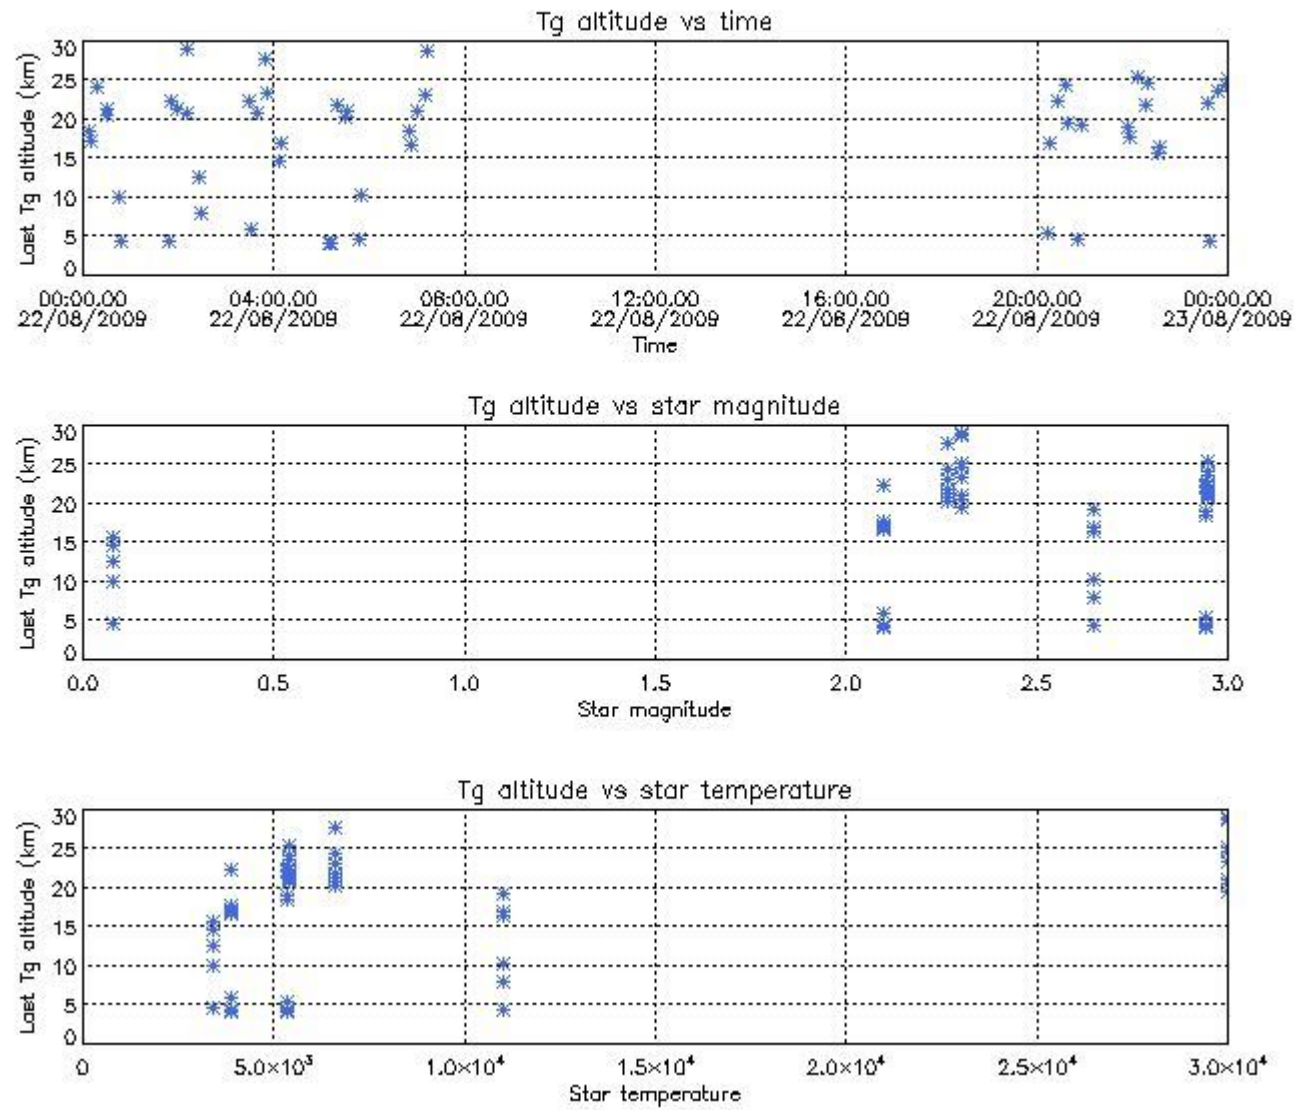 Tg altitude vs time
Last Tg altitude (km)
30
25
20
15
10
5
0
00:00.00 04:00.00 08:00.00 12:00.00 16:00.00 20:00.00 00:00.00
22/08/2009 22/08/2009 22/08/2009 22/08/2009 22/08/2009 22/08/2009 23/08/2009
Time
Tg altitude vs star magnitude
Last Tg altitude (km)
30
25
20
15
10
5
0
0.0 0.5 1.0 1.5 2.0 2.5 3.0
Star magnitude
Tg altitude vs star temperature
Last Tg altitude (km)
30
25
20
15
10
5
0
0 5.0×10³ 1.0×10⁴ 1.5×10⁴ 2.0×10⁴ 2.5×10⁴ 3.0×10⁴
Star temperature